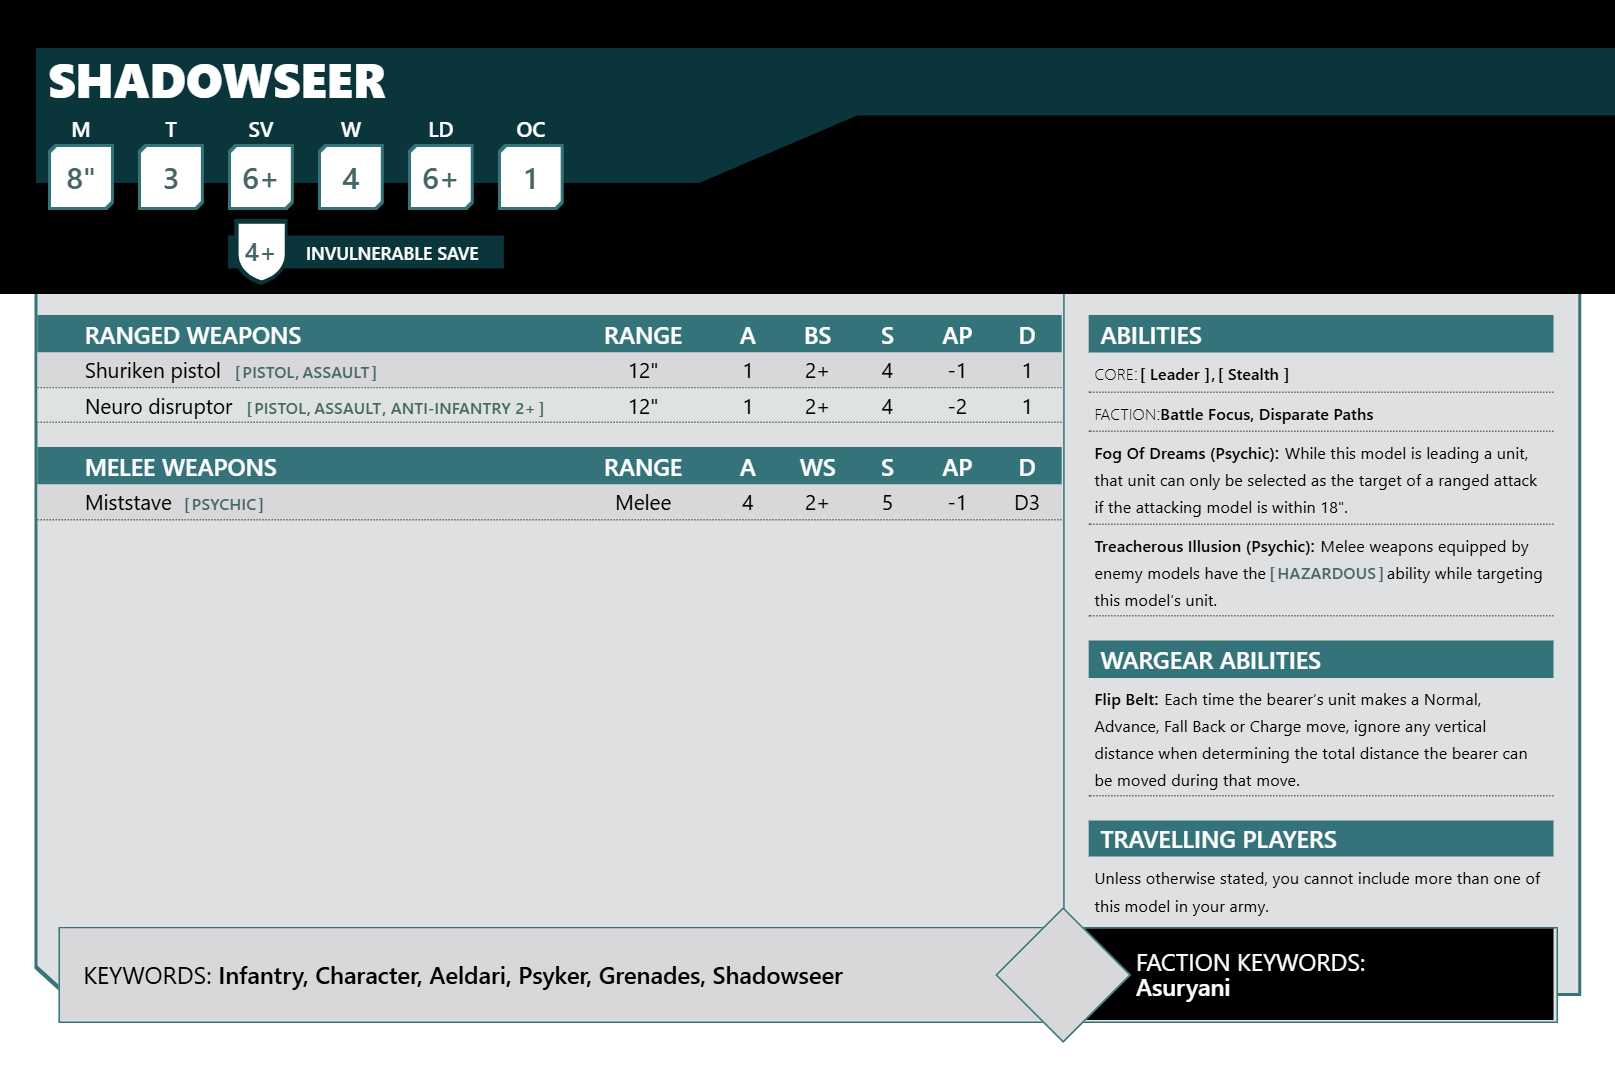 SHADOWSEER
M T SV W LD OC
8" 3 6+ 4 6+ 1
4+ INVULNERABLE SAVE
RANGED WEAPONS RANGE A BS S AP D
Shuriken pistol [PISTOL, ASSAULT] 12" 1 2+ 4 -1 1
Neuro disruptor [PISTOL, ASSAULT, ANTI-INFANTRY 2+] 12" 1 2+ 4 -2 1
MELEE WEAPONS RANGE A WS S AP D
Miststave [PSYCHIC] Melee 4 2+ 5 -1 D3
ABILITIES
CORE: [ Leader ], [ Stealth ]
FACTION:Battle Focus, Disparate Paths
Fog Of Dreams (Psychic): While this model is leading a unit,
that unit can only be selected as the target of a ranged attack
if the attacking model is within 18".
Treacherous Illusion (Psychic): Melee weapons equipped by
enemy models have the [HAZARDOUS] ability while targeting
this model's unit.
WARGEAR ABILITIES
Flip Belt: Each time the bearer's unit makes a Normal,
Advance, Fall Back or Charge move, ignore any vertical
distance when determining the total distance the bearer can
be moved during that move.
TRAVELLING PLAYERS
Unless otherwise stated, you cannot include more than one of
this model in your army.
KEYWORDS: Infantry, Character, Aeldari, Psyker, Grenades, Shadowseer
FACTION KEYWORDS:
Asuryani